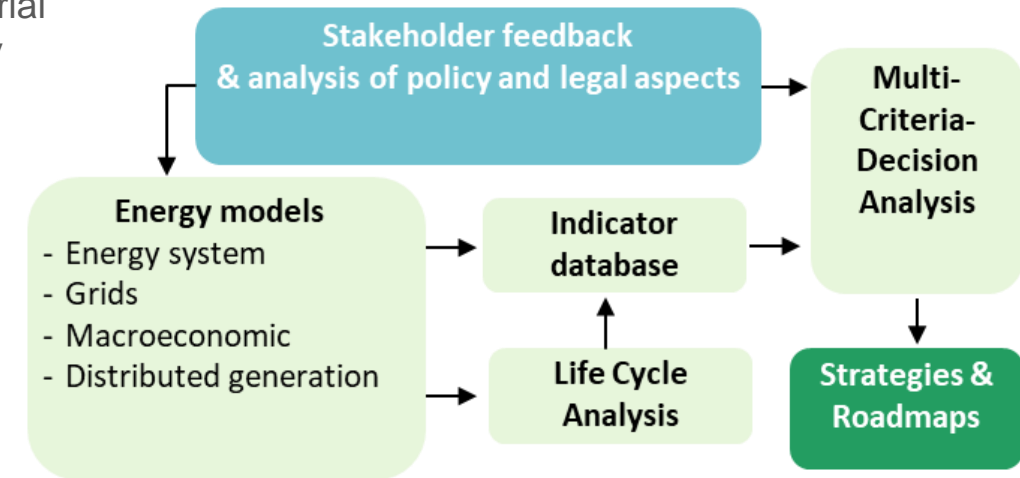 Stakeholder feedback
& analysis of policy and legal aspects
Multi-
Criteria-
Decision
Analysis
Energy models
- Energy system
- Grids
- Macroeconomic
- Distributed generation
Indicator
database
Life Cycle
Analysis
Strategies &
Roadmaps